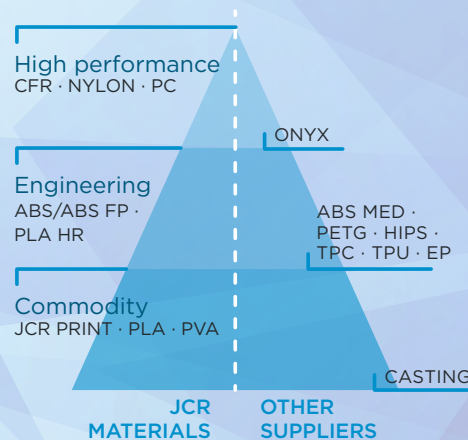 High performance
CFR · NYLON · PC
ONYX
Engineering
ABS/ABS FP ·
PLA HR
ABS MED ·
PETG · HIPS ·
TPC · TPU · EP
Commodity
JCR PRINT · PLA · PVA
CASTING
JCR
MATERIALS
OTHER
SUPPLIERS